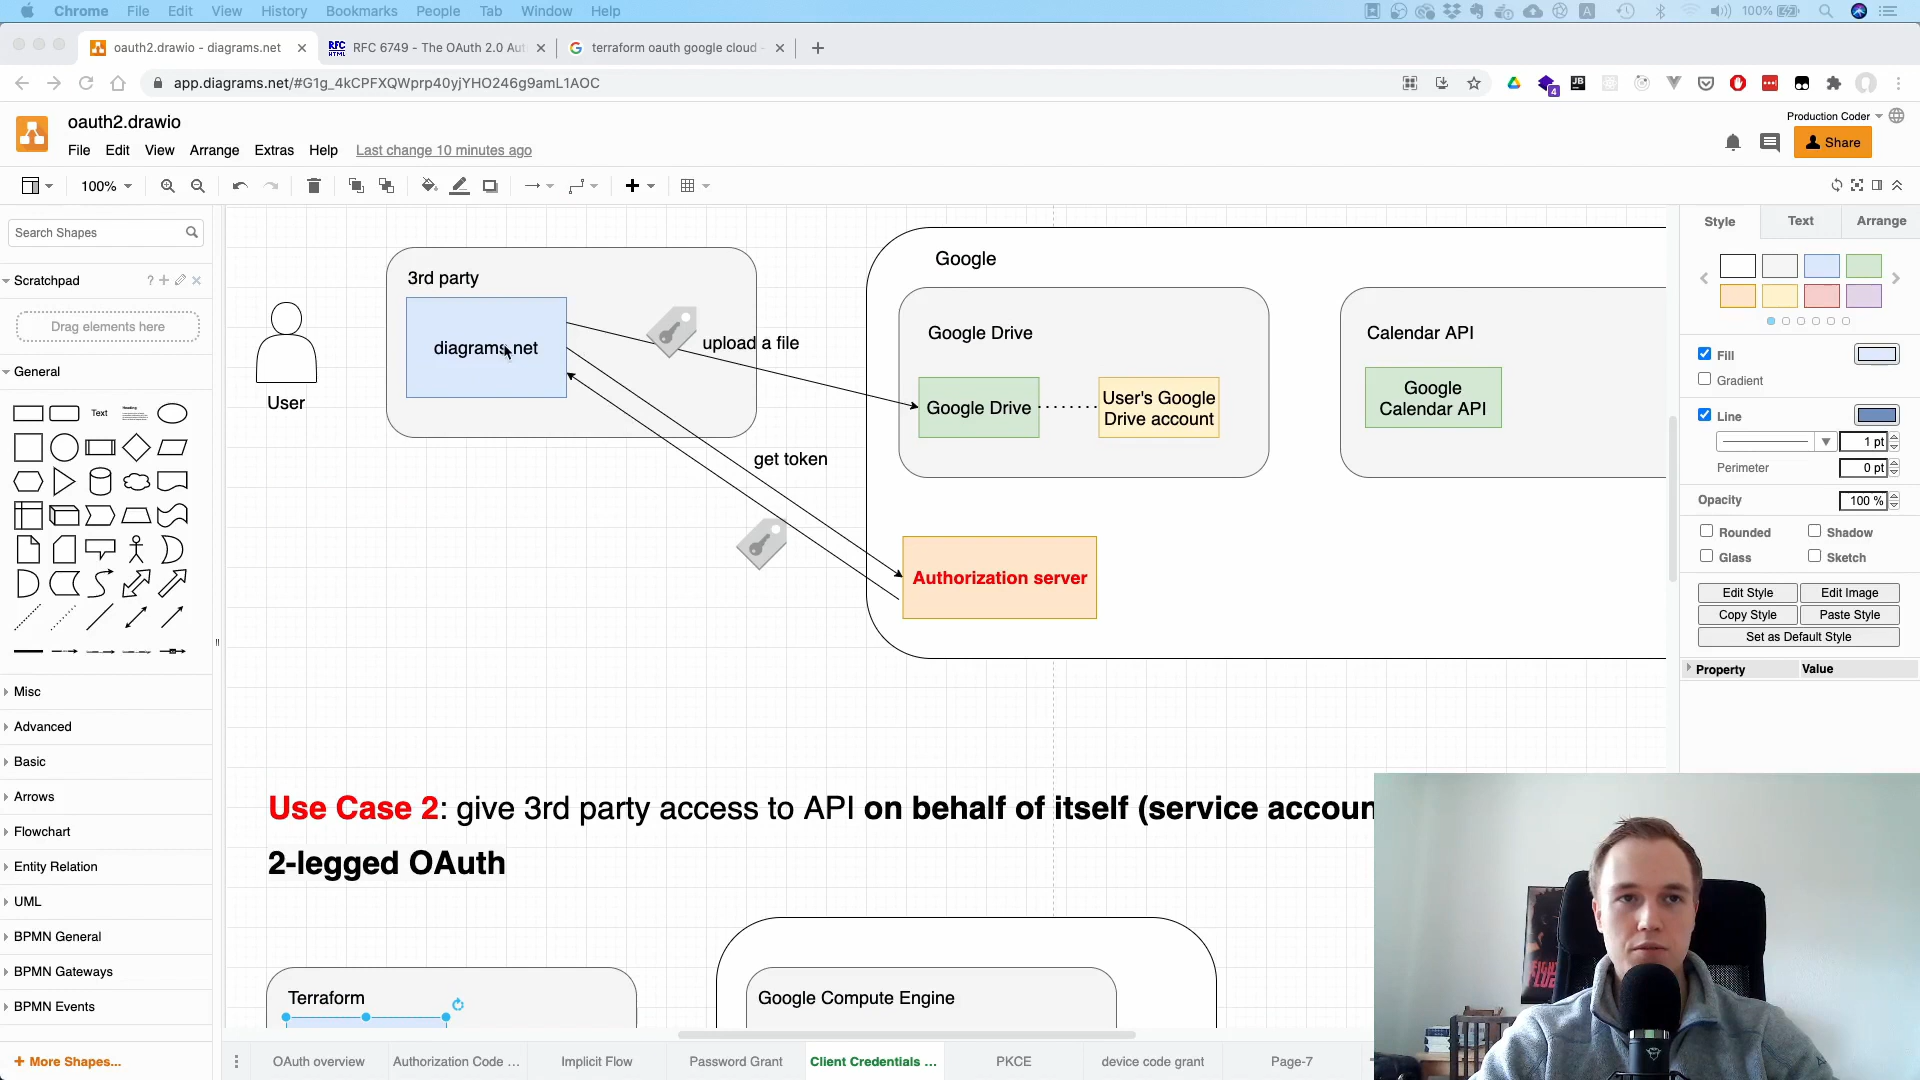 Chrome File Edit View History Bookmarks People Tab Window Help
100%
oauth2.drawio - diagrams.net
RFC 6749 - The OAuth 2.0 Aut
terraform oauth google cloud -
app.diagrams.net/#G1g_4kCPFXQWprp40yjYHO246g9amL1AOC
oauth2.drawio
Production Coder
File Edit View Arrange Extras Help Last change 10 minutes ago
Share
100%
Search Shapes
Style Text Arrange
Scratchpad
Drag elements here
General
Text
Heading
3rd party
diagrams.net
User
upload a file
get token
Google
Google Drive
Google Drive
User's Google
Drive account
Calendar API
Google
Calendar API
Authorization server
Use Case 2: give 3rd party access to API on behalf of itself (service accoun
2-legged OAuth
Terraform
Google Compute Engine
Fill
Gradient
Line
1 pt
Perimeter 0 pt
Opacity 100 %
Rounded Shadow
Glass Sketch
Edit Style Edit Image
Copy Style Paste Style
Set as Default Style
Property Value
Misc
Advanced
Basic
Arrows
Flowchart
Entity Relation
UML
BPMN General
BPMN Gateways
BPMN Events
+ More Shapes...
OAuth overview Authorization Code ... Implicit Flow Password Grant Client Credentials ... PKCE device code grant Page-7